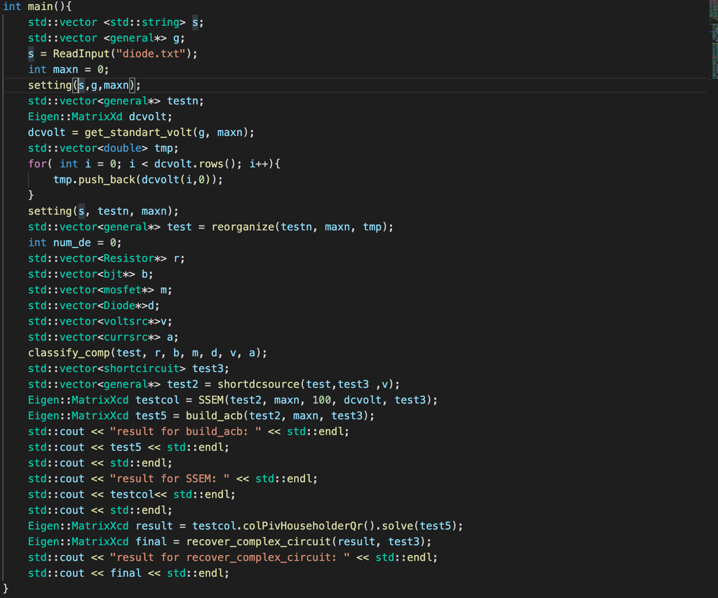 int main(){
    std::vector <std::string> s;
    std::vector <general*> g;
    s = ReadInput("diode.txt");
    int maxn = 0;
    setting(s,g,maxn);
    std::vector<general*> testn;
    Eigen::MatrixXd dcvolt;
    dcvolt = get_standart_volt(g, maxn);
    std::vector<double> tmp;
    for( int i = 0; i < dcvolt.rows(); i++){
        tmp.push_back(dcvolt(i,0));
    }
    setting(s, testn, maxn);
    std::vector<general*> test = reorganize(testn, maxn, tmp);
    int num_de = 0;
    std::vector<Resistor*> r;
    std::vector<bjt*> b;
    std::vector<mosfet*> m;
    std::vector<Diode*>d;
    std::vector<voltsrc*>v;
    std::vector<currsrc*> a;
    classify_comp(test, r, b, m, d, v, a);
    std::vector<shortcircuit> test3;
    std::vector<general*> test2 = shortdcsource(test,test3 ,v);
    Eigen::MatrixXcd testcol = SSEM(test2, maxn, 100, dcvolt, test3);
    Eigen::MatrixXcd test5 = build_acb(test2, maxn, test3);
    std::cout << "result for build_acb: " << std::endl;
    std::cout << test5 << std::endl;
    std::cout << std::endl;
    std::cout << "result for SSEM: " << std::endl;
    std::cout << testcol<< std::endl;
    std::cout << std::endl;
    Eigen::MatrixXcd result = testcol.colPivHouseholderQr().solve(test5);
    Eigen::MatrixXcd final = recover_complex_circuit(result, test3);
    std::cout << "result for recover_complex_circuit: " << std::endl;
    std::cout << final << std::endl;
}